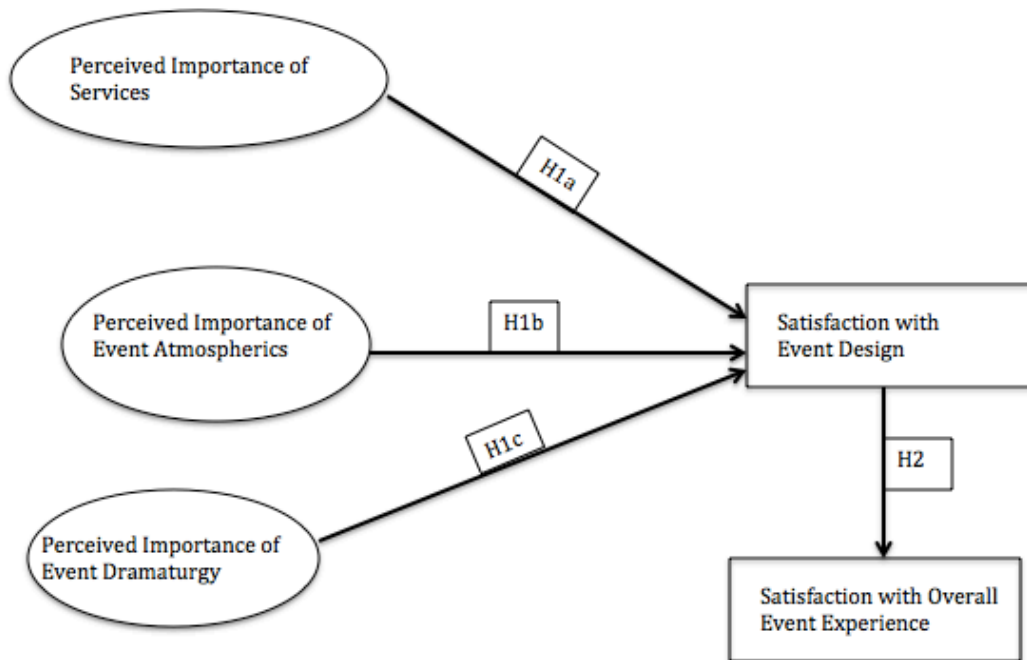 Perceived Importance of
Services
H1a
Perceived Importance of
Event Atmospherics
H1b
Satisfaction with
Event Design
H1c
H2
Perceived Importance of
Event Dramaturgy
Satisfaction with Overall
Event Experience